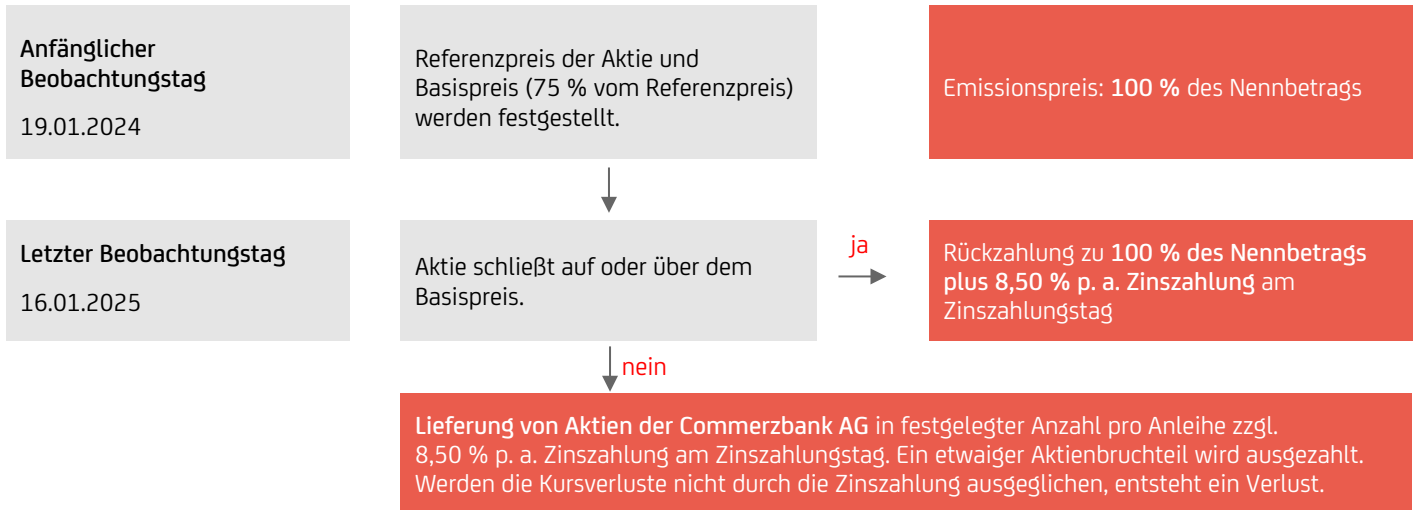 Anfänglicher
Beobachtungstag
19.01.2024
Referenzpreis der Aktie und
Basispreis (75 % vom Referenzpreis)
werden festgestellt.
Emissionspreis: 100 % des Nennbetrags
Letzter Beobachtungstag
16.01.2025
Aktie schließt auf oder über dem
Basispreis.
ja
Rückzahlung zu 100 % des Nennbetrags
plus 8,50 % p. a. Zinszahlung am
Zinszahlungstag
nein
Lieferung von Aktien der Commerzbank AG in festgelegter Anzahl pro Anleihe zzgl.
8,50 % p. a. Zinszahlung am Zinszahlungstag. Ein etwaiger Aktienbruchteil wird ausgezahlt.
Werden die Kursverluste nicht durch die Zinszahlung ausgeglichen, entsteht ein Verlust.